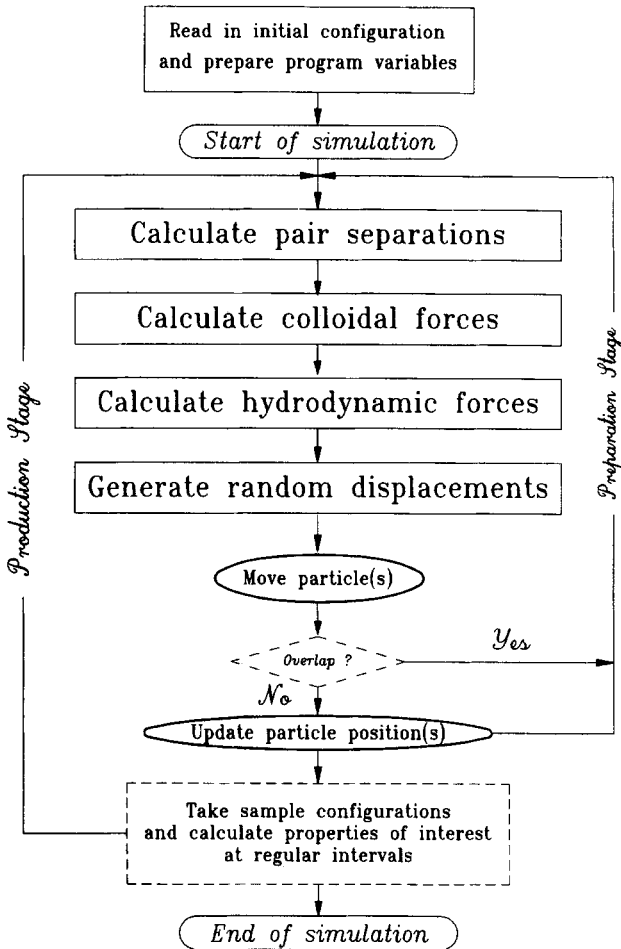 Read in initial configuration
and prepare program variables
Start of simulation
Calculate pair separations
Calculate colloidal forces
Calculate hydrodynamic forces
Generate random displacements
Production Stage
Preparation Stage
Move particle(s)
Overlap ?
Yes
No
Update particle position(s)
Take sample configurations
and calculate properties of interest
at regular intervals
End of simulation